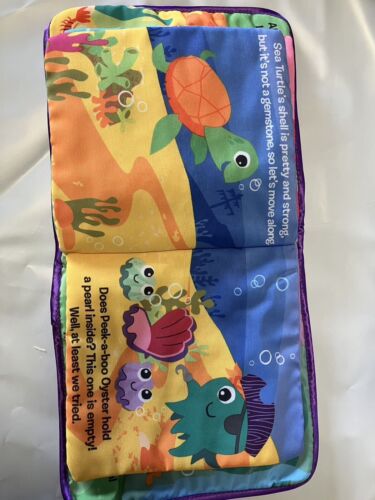 Sea Turtle's shell is pretty and strong,
but it's not a gemstone, so let's move along.
Does Peek-a-boo Oyster hold
a pearl inside? This one is empty!
Well, at least we tried.